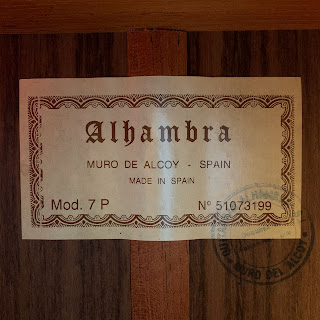 Alhambra
MURO DE ALCOY - SPAIN
MADE IN SPAIN
Mod. 7 P
Nº 51073199
MURO DEL ALCOY